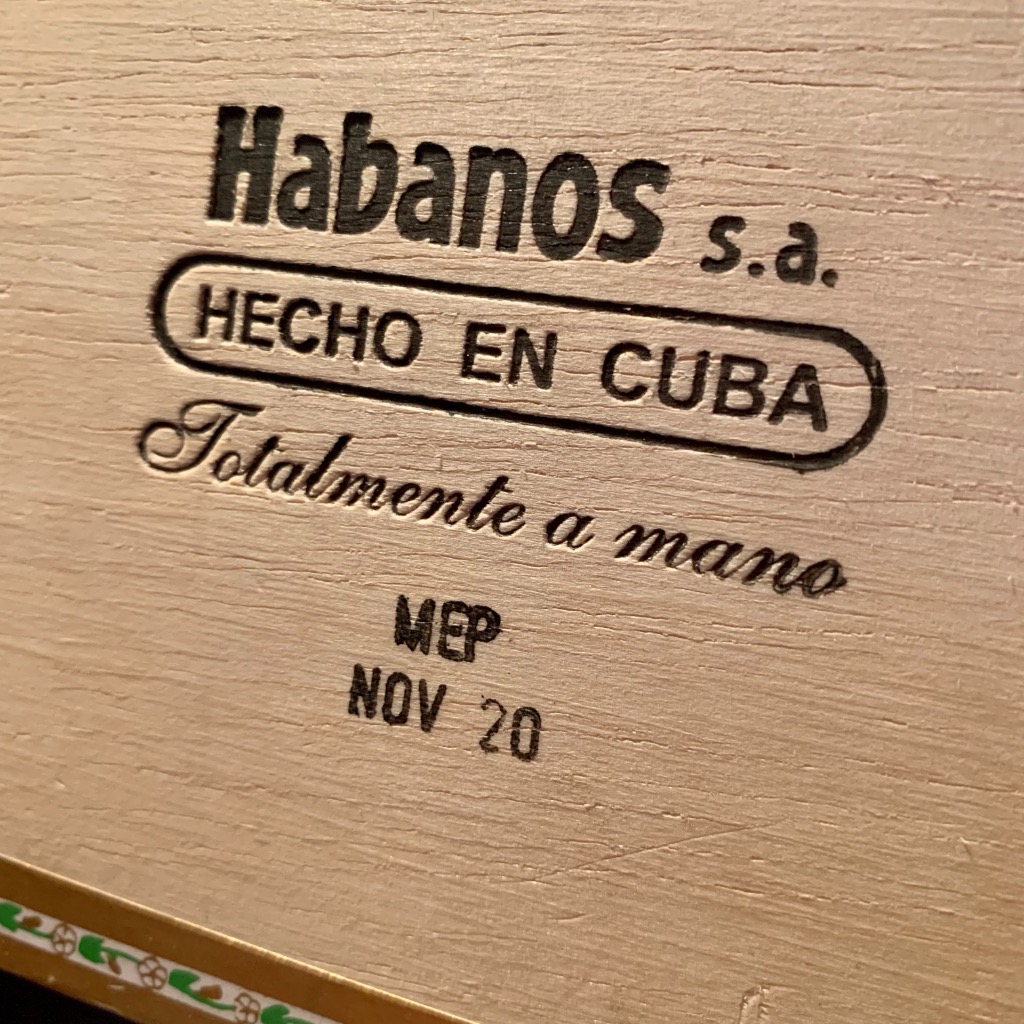 Habanos s.a.
HECHO EN CUBA
Totalmente a mano
MEP
NOV 20